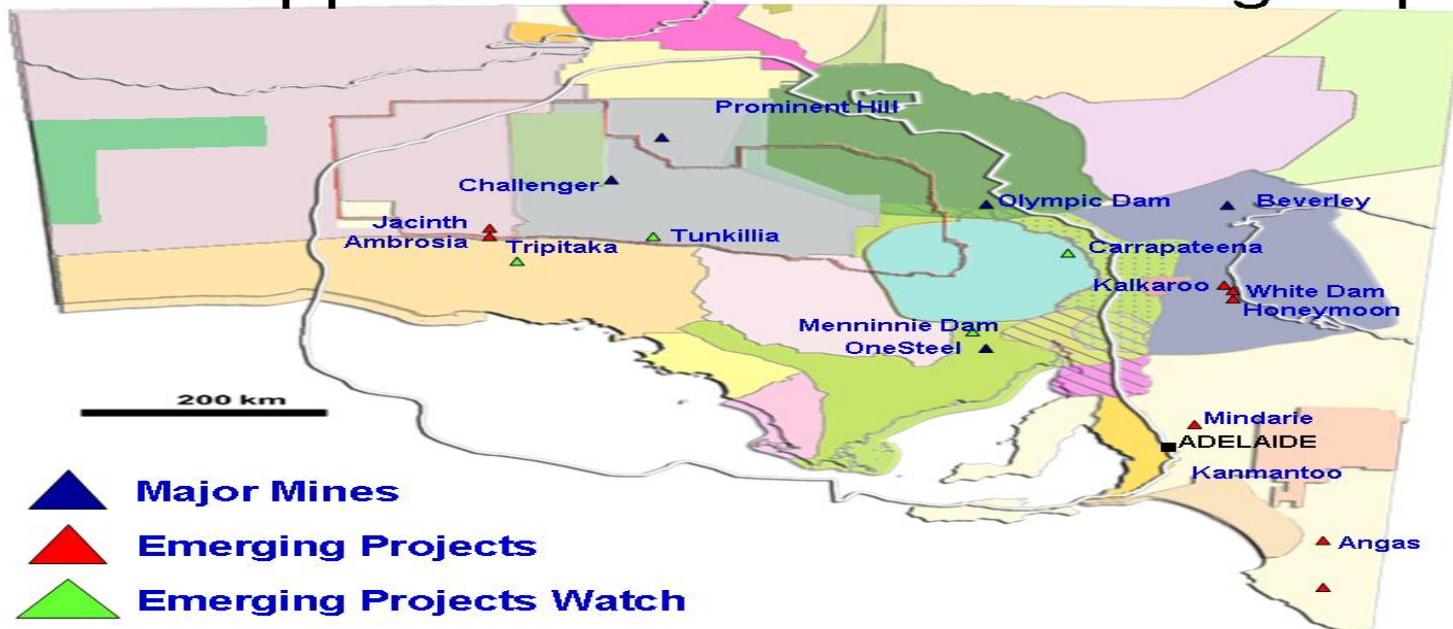 Prominent Hill
Challenger
Olympic Dam
Beverley
Jacinth
Ambrosia
Tripitaka
Tunkillia
Carrapateena
Kalkaroo
White Dam
Honeymoon
Menninnie Dam
OneSteel
200 km
Mindarie
ADELAIDE
Kanmantoo
Angas
Major Mines
Emerging Projects
Emerging Projects Watch